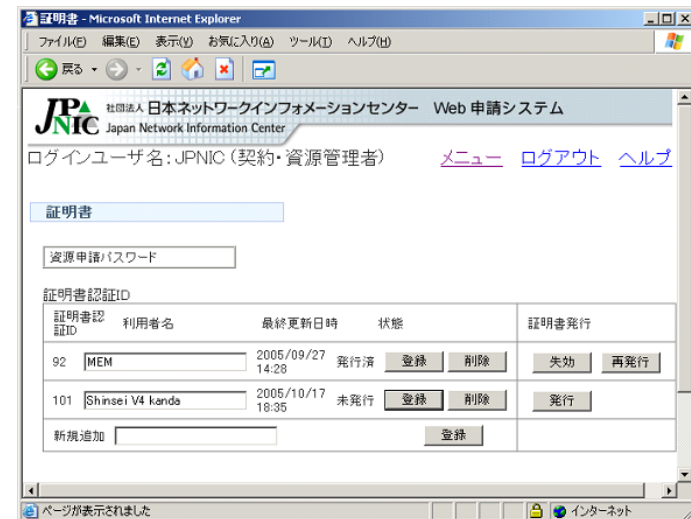 証明書 - Microsoft Internet Explorer
ファイル(F) 編集(E) 表示(V) お気に入り(A) ツール(T) ヘルプ(H)
戻る
JPNIC 社団法人 日本ネットワークインフォメーションセンター Web 申請システム
Japan Network Information Center
ログインユーザ名:JPNIC(契約・資源管理者) メニュー ログアウト ヘルプ
証明書
資源申請パスワード
証明書認証ID
証明書認証ID 利用者名 最終更新日時 状態 証明書発行
92 MEM 2005/09/27 14:28 発行済 登録 削除 失効 再発行
101 Shinsei V4 kanda 2005/10/17 18:35 未発行 登録 削除 発行
新規追加 登録
ページが表示されました インターネット